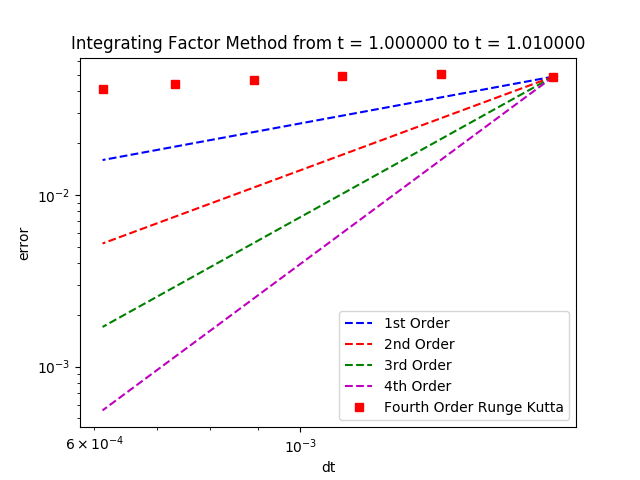 Integrating Factor Method from t = 1.000000 to t = 1.010000
error
10⁻²
10⁻³
1st Order
2nd Order
3rd Order
4th Order
Fourth Order Runge Kutta
6 × 10⁻⁴
10⁻³
dt